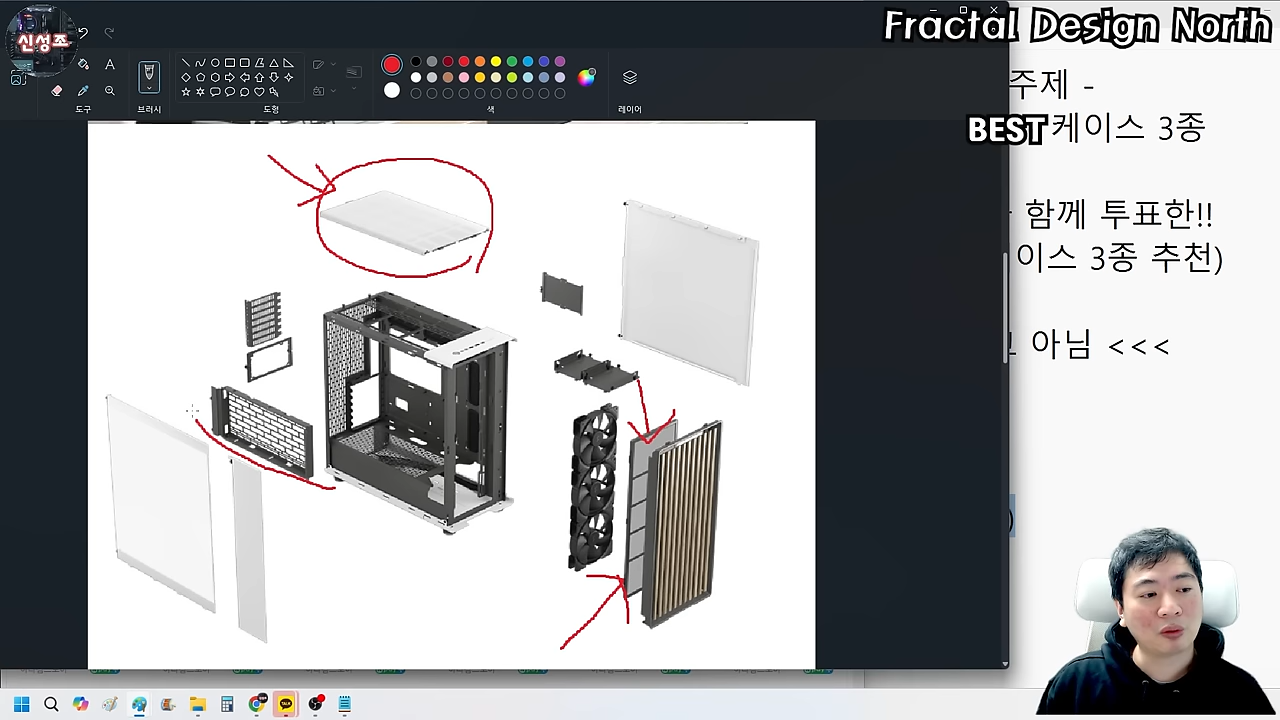 신성조
Fractal Design North
주제 -
BEST 케이스 3종
함께 투표한!!
이스 3종 추천)
아님 <<<
도구
브러시
도형
색
레이어